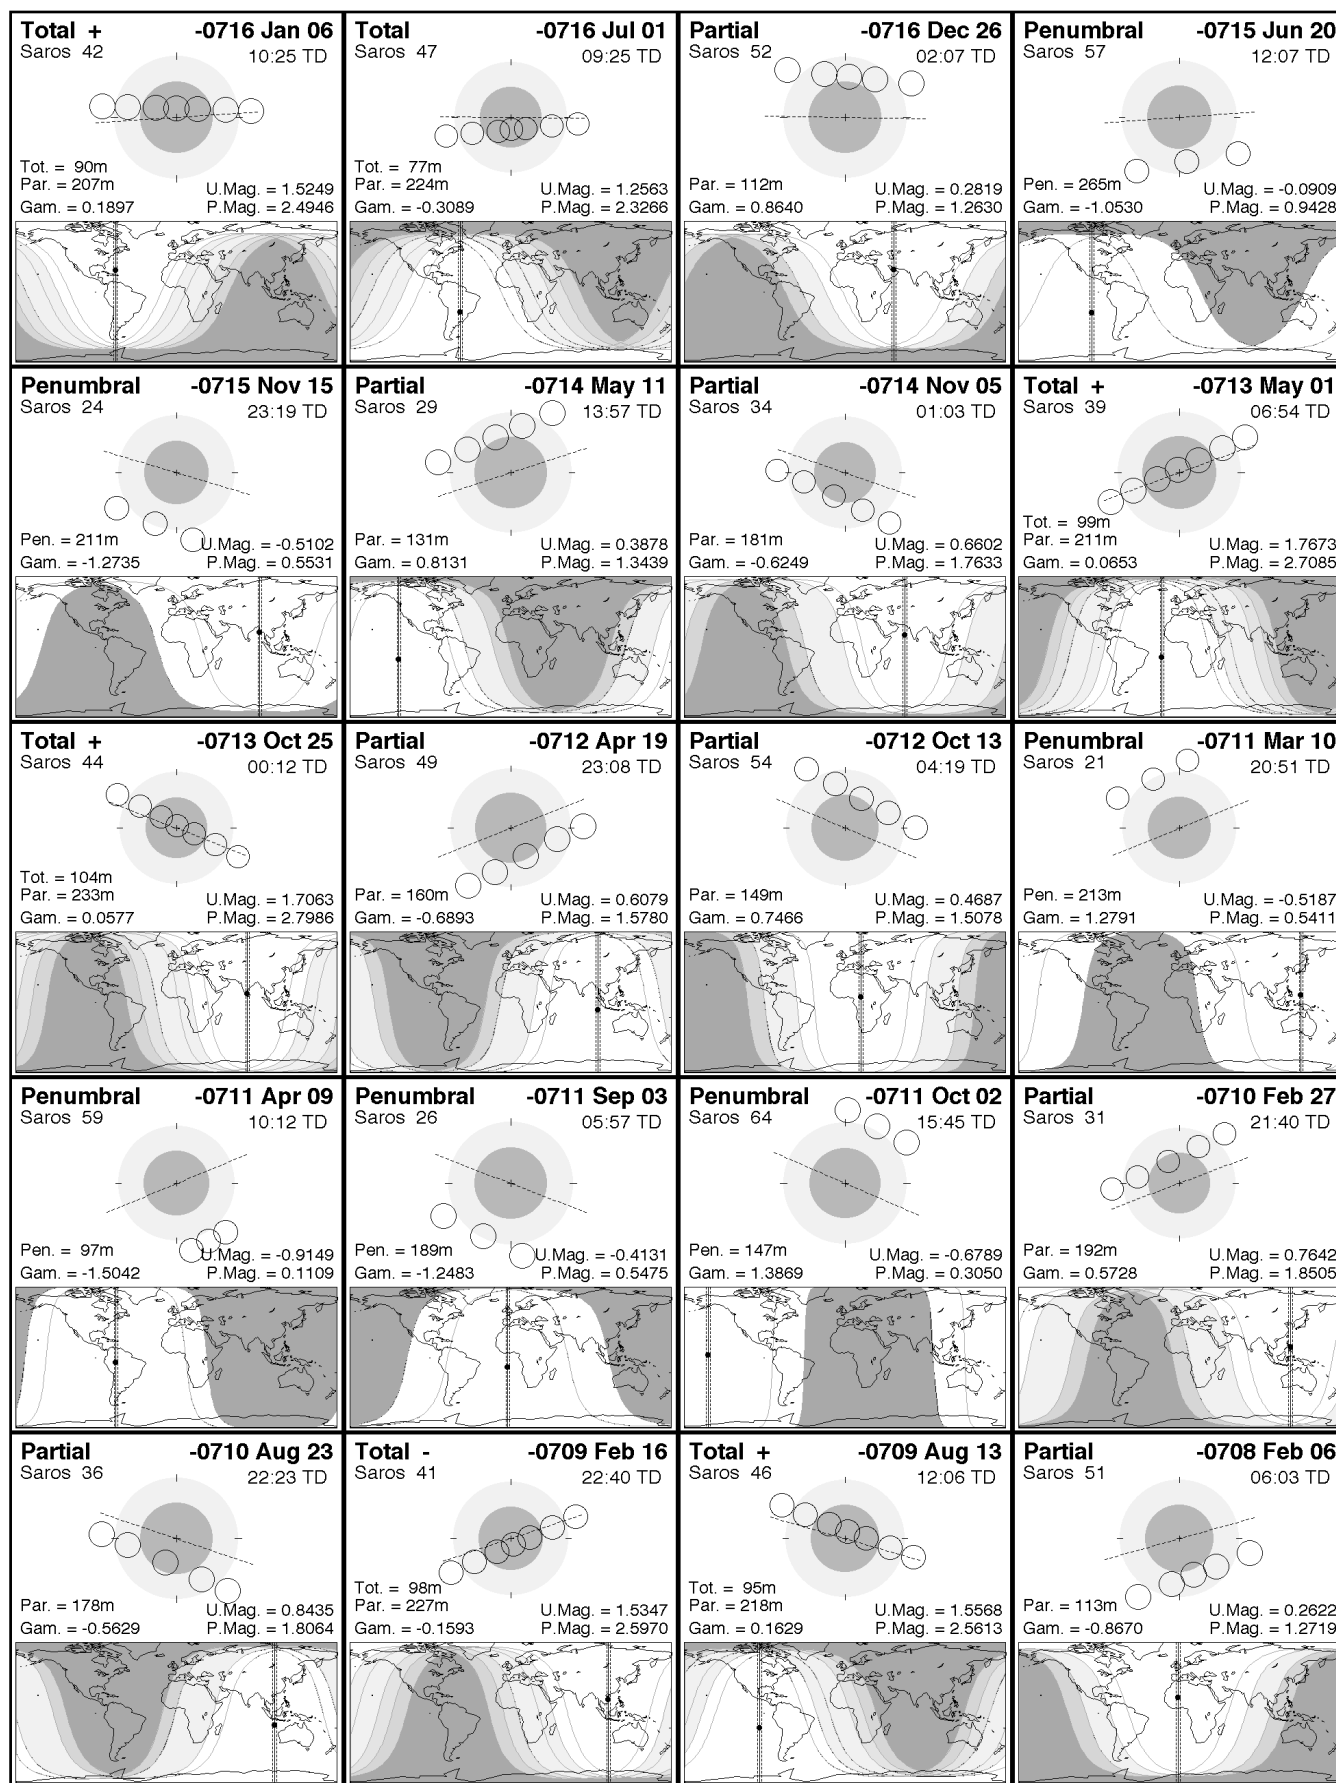 Total + -0716 Jan 06
Saros 42 10:25 TD
Tot. = 90m
Par. = 207m U.Mag. = 1.5249
Gam. = 0.1897 P.Mag. = 2.4946
Total -0716 Jul 01
Saros 47 09:25 TD
Tot. = 77m
Par. = 224m U.Mag. = 1.2563
Gam. = -0.3089 P.Mag. = 2.3266
Partial -0716 Dec 26
Saros 52 02:07 TD
Par. = 112m U.Mag. = 0.2819
Gam. = 0.8640 P.Mag. = 1.2630
Penumbral -0715 Jun 20
Saros 57 12:07 TD
Pen. = 265m U.Mag. = -0.0909
Gam. = -1.0530 P.Mag. = 0.9428
Penumbral -0715 Nov 15
Saros 24 23:19 TD
Pen. = 211m U.Mag. = -0.5102
Gam. = -1.2735 P.Mag. = 0.5531
Partial -0714 May 11
Saros 29 13:57 TD
Par. = 131m U.Mag. = 0.3878
Gam. = 0.8131 P.Mag. = 1.3439
Partial -0714 Nov 05
Saros 34 01:03 TD
Par. = 181m U.Mag. = 0.6602
Gam. = -0.6249 P.Mag. = 1.7633
Total + -0713 May 01
Saros 39 06:54 TD
Tot. = 99m
Par. = 211m U.Mag. = 1.7673
Gam. = 0.0653 P.Mag. = 2.7085
Total + -0713 Oct 25
Saros 44 00:12 TD
Tot. = 104m
Par. = 233m U.Mag. = 1.7063
Gam. = 0.0577 P.Mag. = 2.7986
Partial -0712 Apr 19
Saros 49 23:08 TD
Par. = 160m U.Mag. = 0.6079
Gam. = -0.6893 P.Mag. = 1.5780
Partial -0712 Oct 13
Saros 54 04:19 TD
Par. = 149m U.Mag. = 0.4687
Gam. = 0.7466 P.Mag. = 1.5078
Penumbral -0711 Mar 10
Saros 21 20:51 TD
Pen. = 213m U.Mag. = -0.5187
Gam. = 1.2791 P.Mag. = 0.5411
Penumbral -0711 Apr 09
Saros 59 10:12 TD
Pen. = 97m U.Mag. = -0.9149
Gam. = -1.5042 P.Mag. = 0.1109
Penumbral -0711 Sep 03
Saros 26 05:57 TD
Pen. = 189m U.Mag. = -0.4131
Gam. = -1.2483 P.Mag. = 0.5475
Penumbral -0711 Oct 02
Saros 64 15:45 TD
Pen. = 147m U.Mag. = -0.6789
Gam. = 1.3869 P.Mag. = 0.3050
Partial -0710 Feb 27
Saros 31 21:40 TD
Par. = 192m U.Mag. = 0.7642
Gam. = 0.5728 P.Mag. = 1.8505
Partial -0710 Aug 23
Saros 36 22:23 TD
Par. = 178m U.Mag. = 0.8435
Gam. = -0.5629 P.Mag. = 1.8064
Total - -0709 Feb 16
Saros 41 22:40 TD
Tot. = 98m
Par. = 227m U.Mag. = 1.5347
Gam. = -0.1593 P.Mag. = 2.5970
Total + -0709 Aug 13
Saros 46 12:06 TD
Tot. = 95m
Par. = 218m U.Mag. = 1.5568
Gam. = 0.1629 P.Mag. = 2.5613
Partial -0708 Feb 06
Saros 51 06:03 TD
Par. = 113m U.Mag. = 0.2622
Gam. = -0.8670 P.Mag. = 1.2719